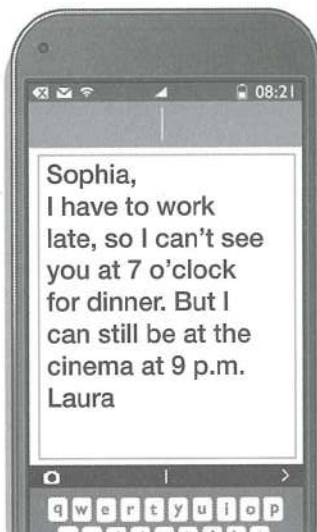 08:21
Sophia,
I have to work
late, so I can't see
you at 7 o'clock
for dinner. But I
can still be at the
cinema at 9 p.m.
Laura
q w e r t y u i o p